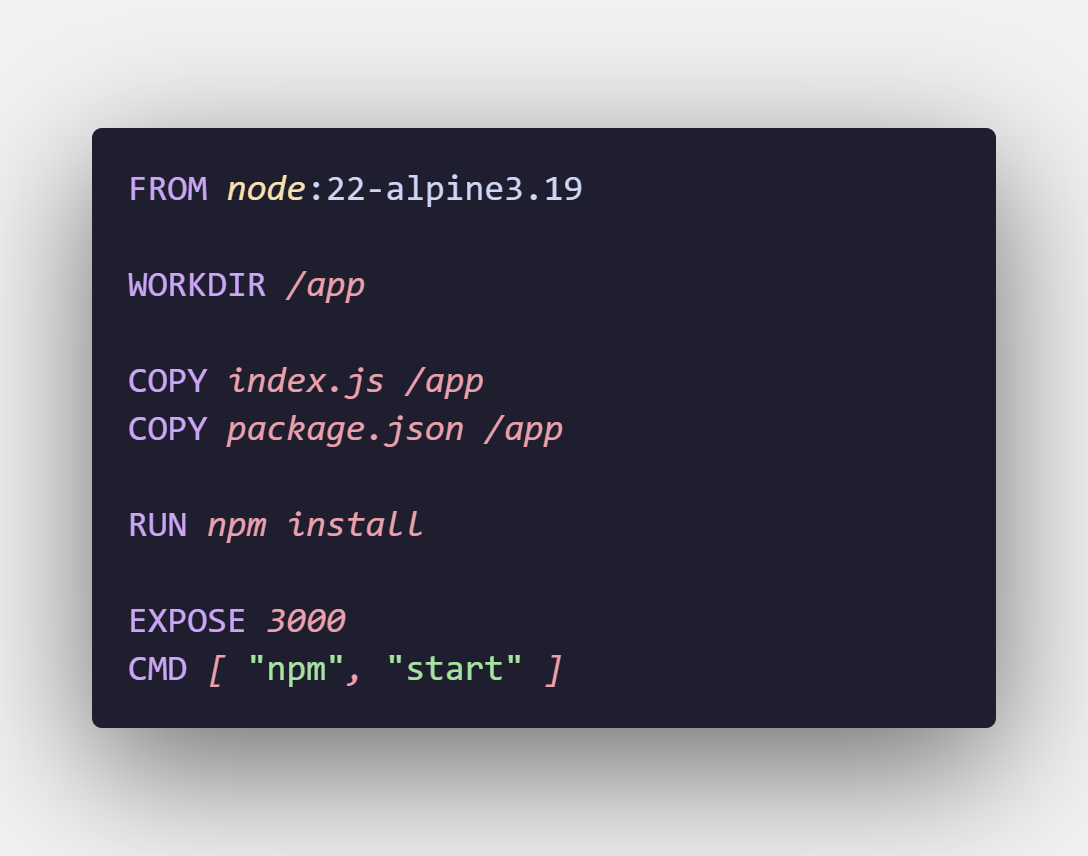 FROM node:22-alpine3.19
WORKDIR /app
COPY index.js /app
COPY package.json /app
RUN npm install
EXPOSE 3000
CMD [ "npm", "start" ]